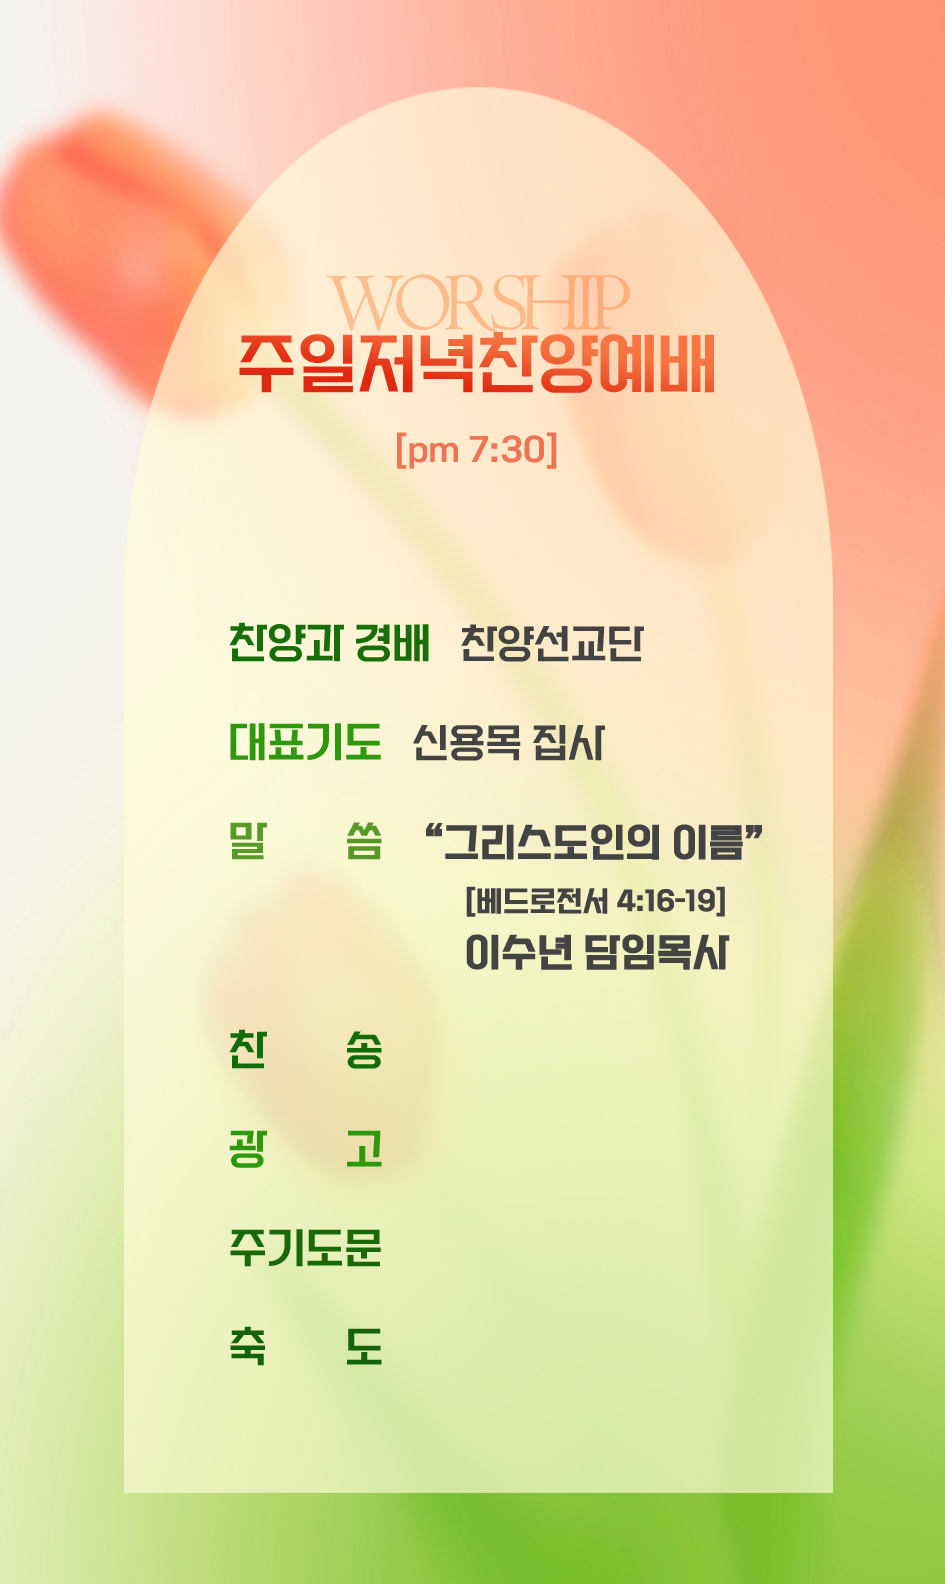 WORSHIP
주일저녁찬양예배
[pm 7:30]
찬양과 경배 찬양선교단
대표기도 신용목 집사
말 씀 “그리스도인의 이름”
[베드로전서 4:16-19]
이수년 담임목사
찬 송
광 고
주기도문
축 도